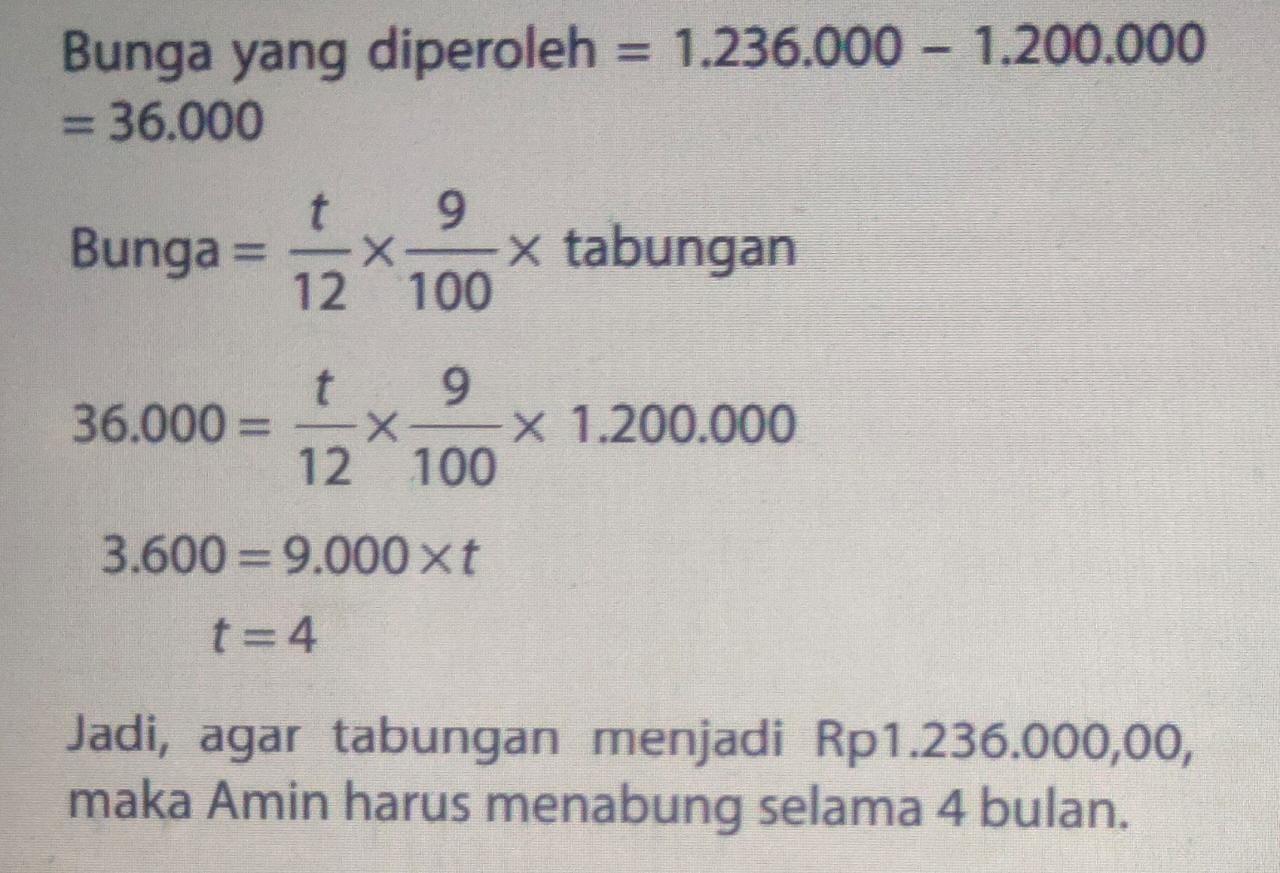 Bunga yang diperoleh = 1.236.000 – 1.200.000
= 36.000
Bunga = t/12 × 9/100 × tabungan
36.000 = t/12 × 9/100 × 1.200.000
3.600 = 9.000 × t
t = 4
Jadi, agar tabungan menjadi Rp1.236.000,00,
maka Amin harus menabung selama 4 bulan.